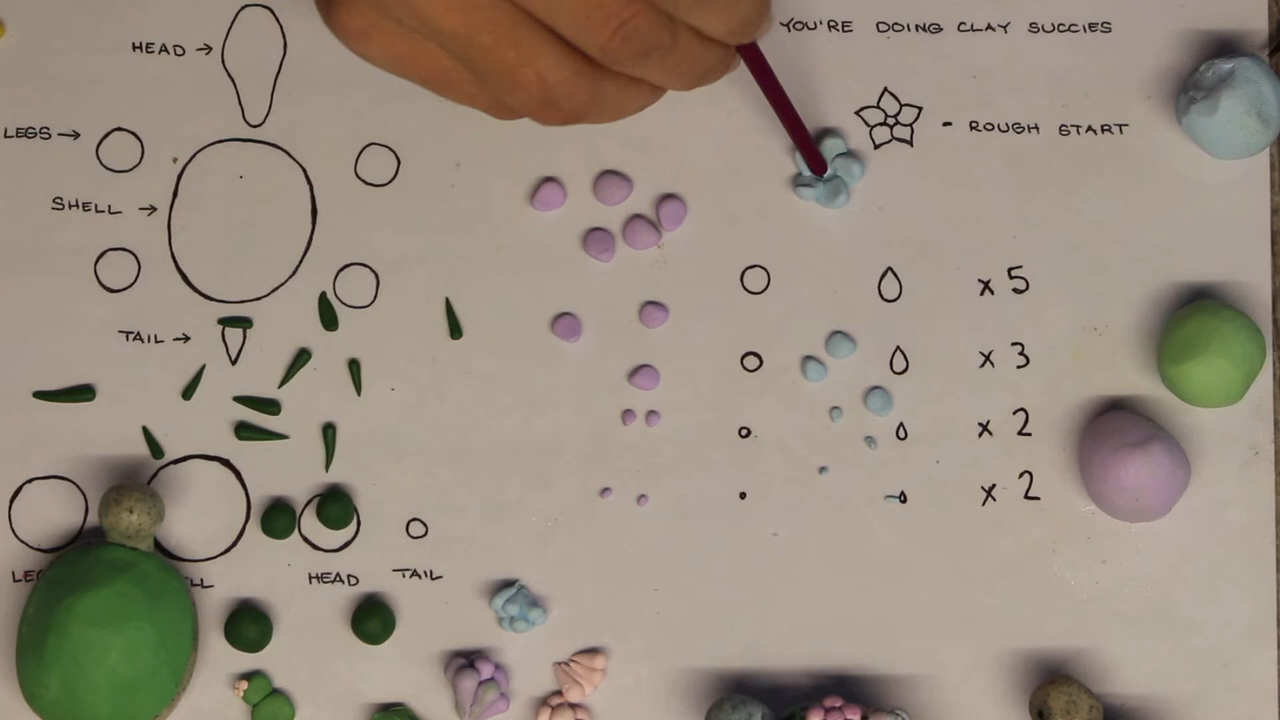 YOU'RE DOING CLAY SUCCIES
HEAD →
LEGS →
- ROUGH START
SHELL →
x 5
TAIL →
x 3
x 2
x 2
HEAD
TAIL